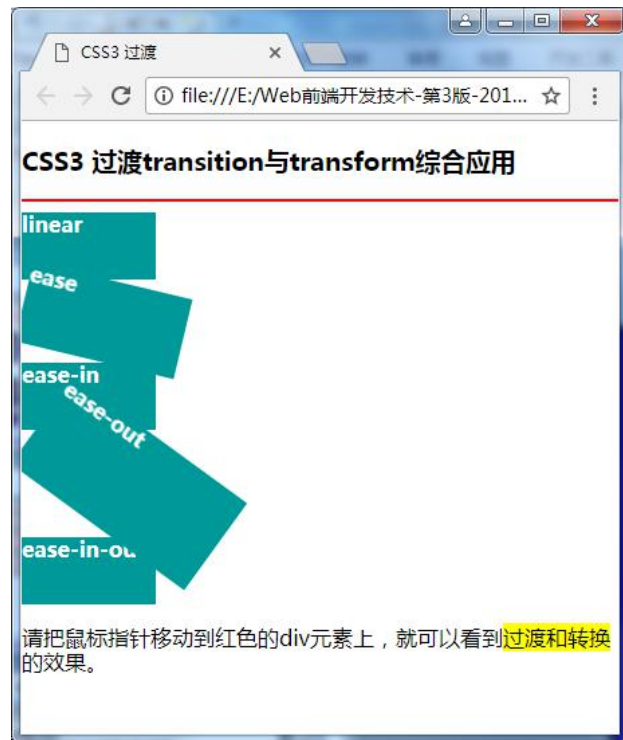 CSS3 过渡
file:///E:/Web前端开发技术-第3版-201...
CSS3 过渡transition与transform综合应用
linear
ease
ease-in
ease-out
ease-in-ou
请把鼠标指针移动到红色的div元素上，就可以看到过渡和转换
的效果。